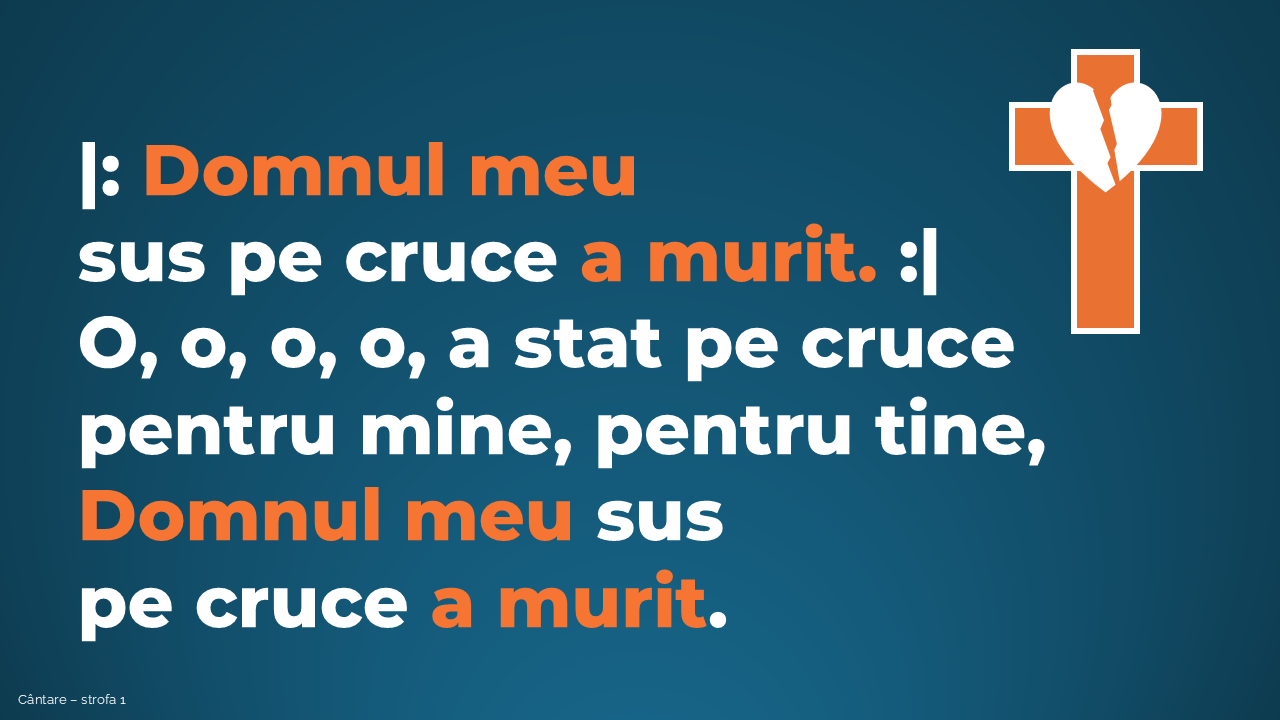 |: Domnul meu
sus pe cruce a murit. :|
O, o, o, o, a stat pe cruce
pentru mine, pentru tine,
Domnul meu sus
pe cruce a murit.
Cântare – strofa 1